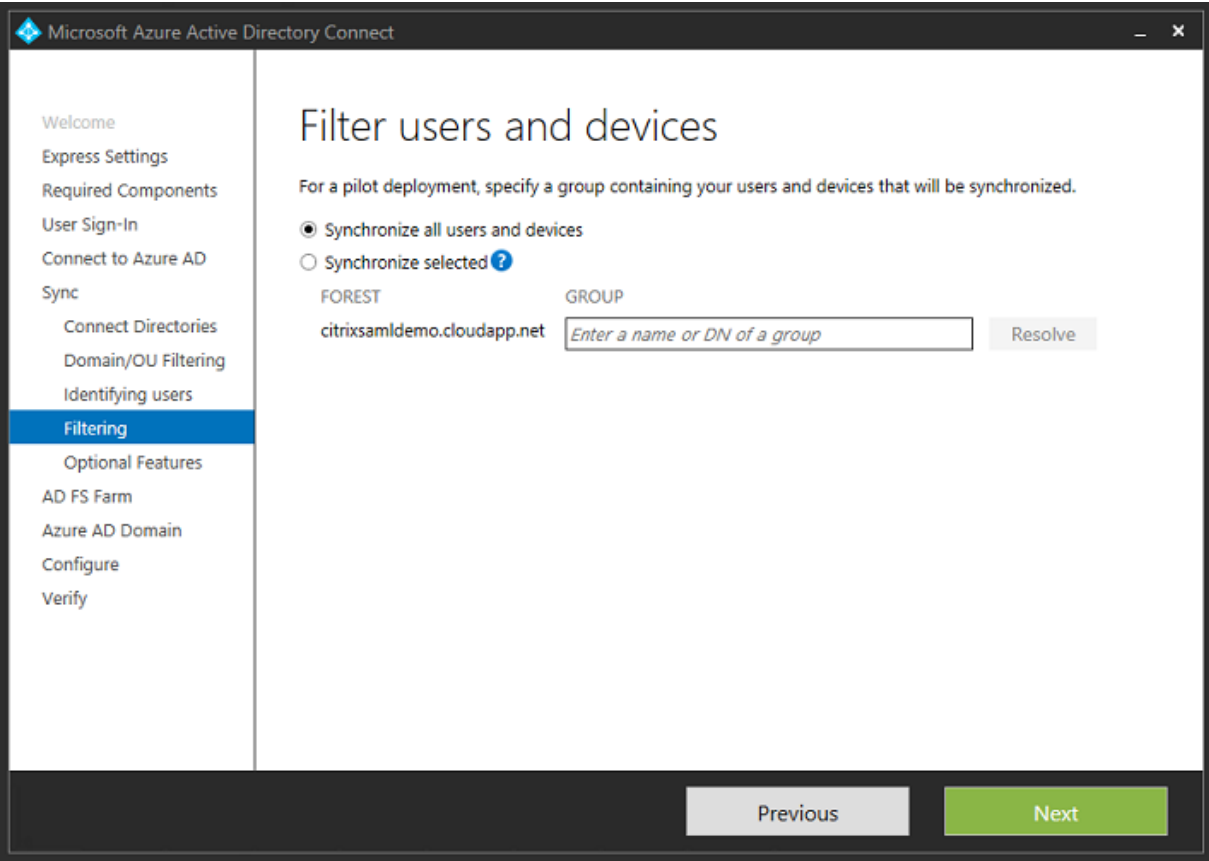 Microsoft Azure Active Directory Connect
Welcome
Express Settings
Required Components
User Sign-In
Connect to Azure AD
Sync
Connect Directories
Domain/OU Filtering
Identifying users
Filtering
Optional Features
AD FS Farm
Azure AD Domain
Configure
Verify
Filter users and devices
For a pilot deployment, specify a group containing your users and devices that will be synchronized.
Synchronize all users and devices
Synchronize selected ?
FOREST GROUP
citrixsamldemo.cloudapp.net Enter a name or DN of a group Resolve
Previous Next